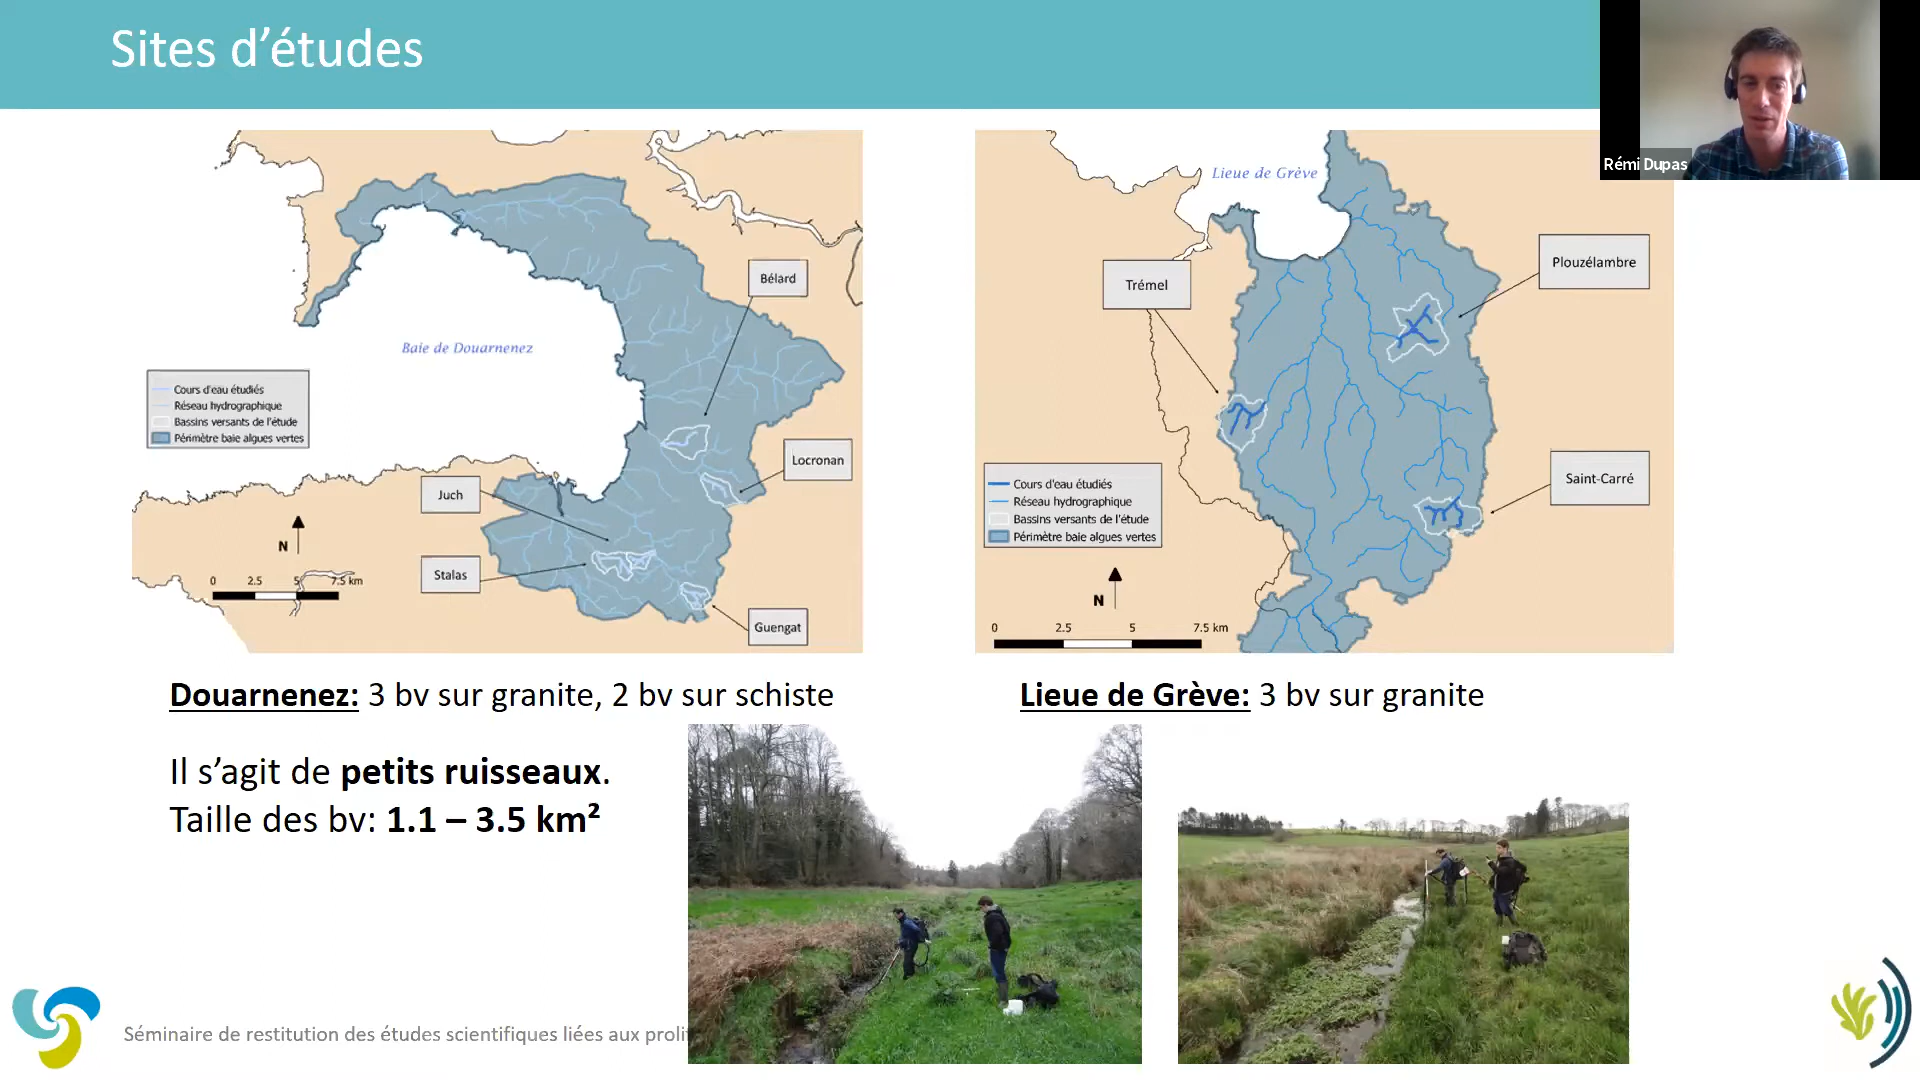 Sites d'études
Rémi Dupas
Baie de Douarnenez
Bélard
Locronan
Juch
Stalas
Guengat
Cours d'eau étudiés
Réseau hydrographique
Bassins versants de l'étude
Périmètre baie algues vertes
N
0 2.5 5 7.5 km
Lieue de Grève
Trémel
Plouzélambre
Saint-Carré
Cours d'eau étudiés
Réseau hydrographique
Bassins versants de l'étude
Périmètre baie algues vertes
N
0 2.5 5 7.5 km
Douarnenez: 3 bv sur granite, 2 bv sur schiste
Lieue de Grève: 3 bv sur granite
Il s'agit de petits ruisseaux.
Taille des bv: 1.1 – 3.5 km²
Séminaire de restitution des études scientifiques liées aux